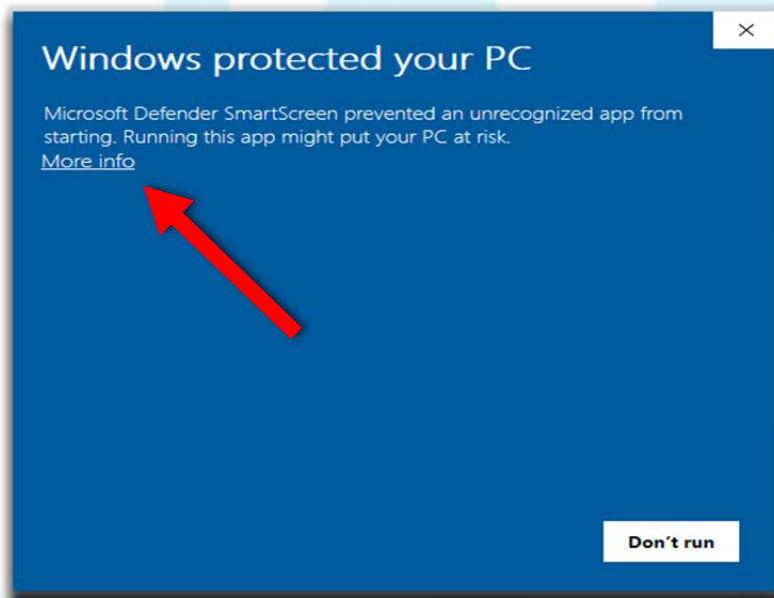 Windows protected your PC
Microsoft Defender SmartScreen prevented an unrecognized app from
starting. Running this app might put your PC at risk.
More info
Don't run